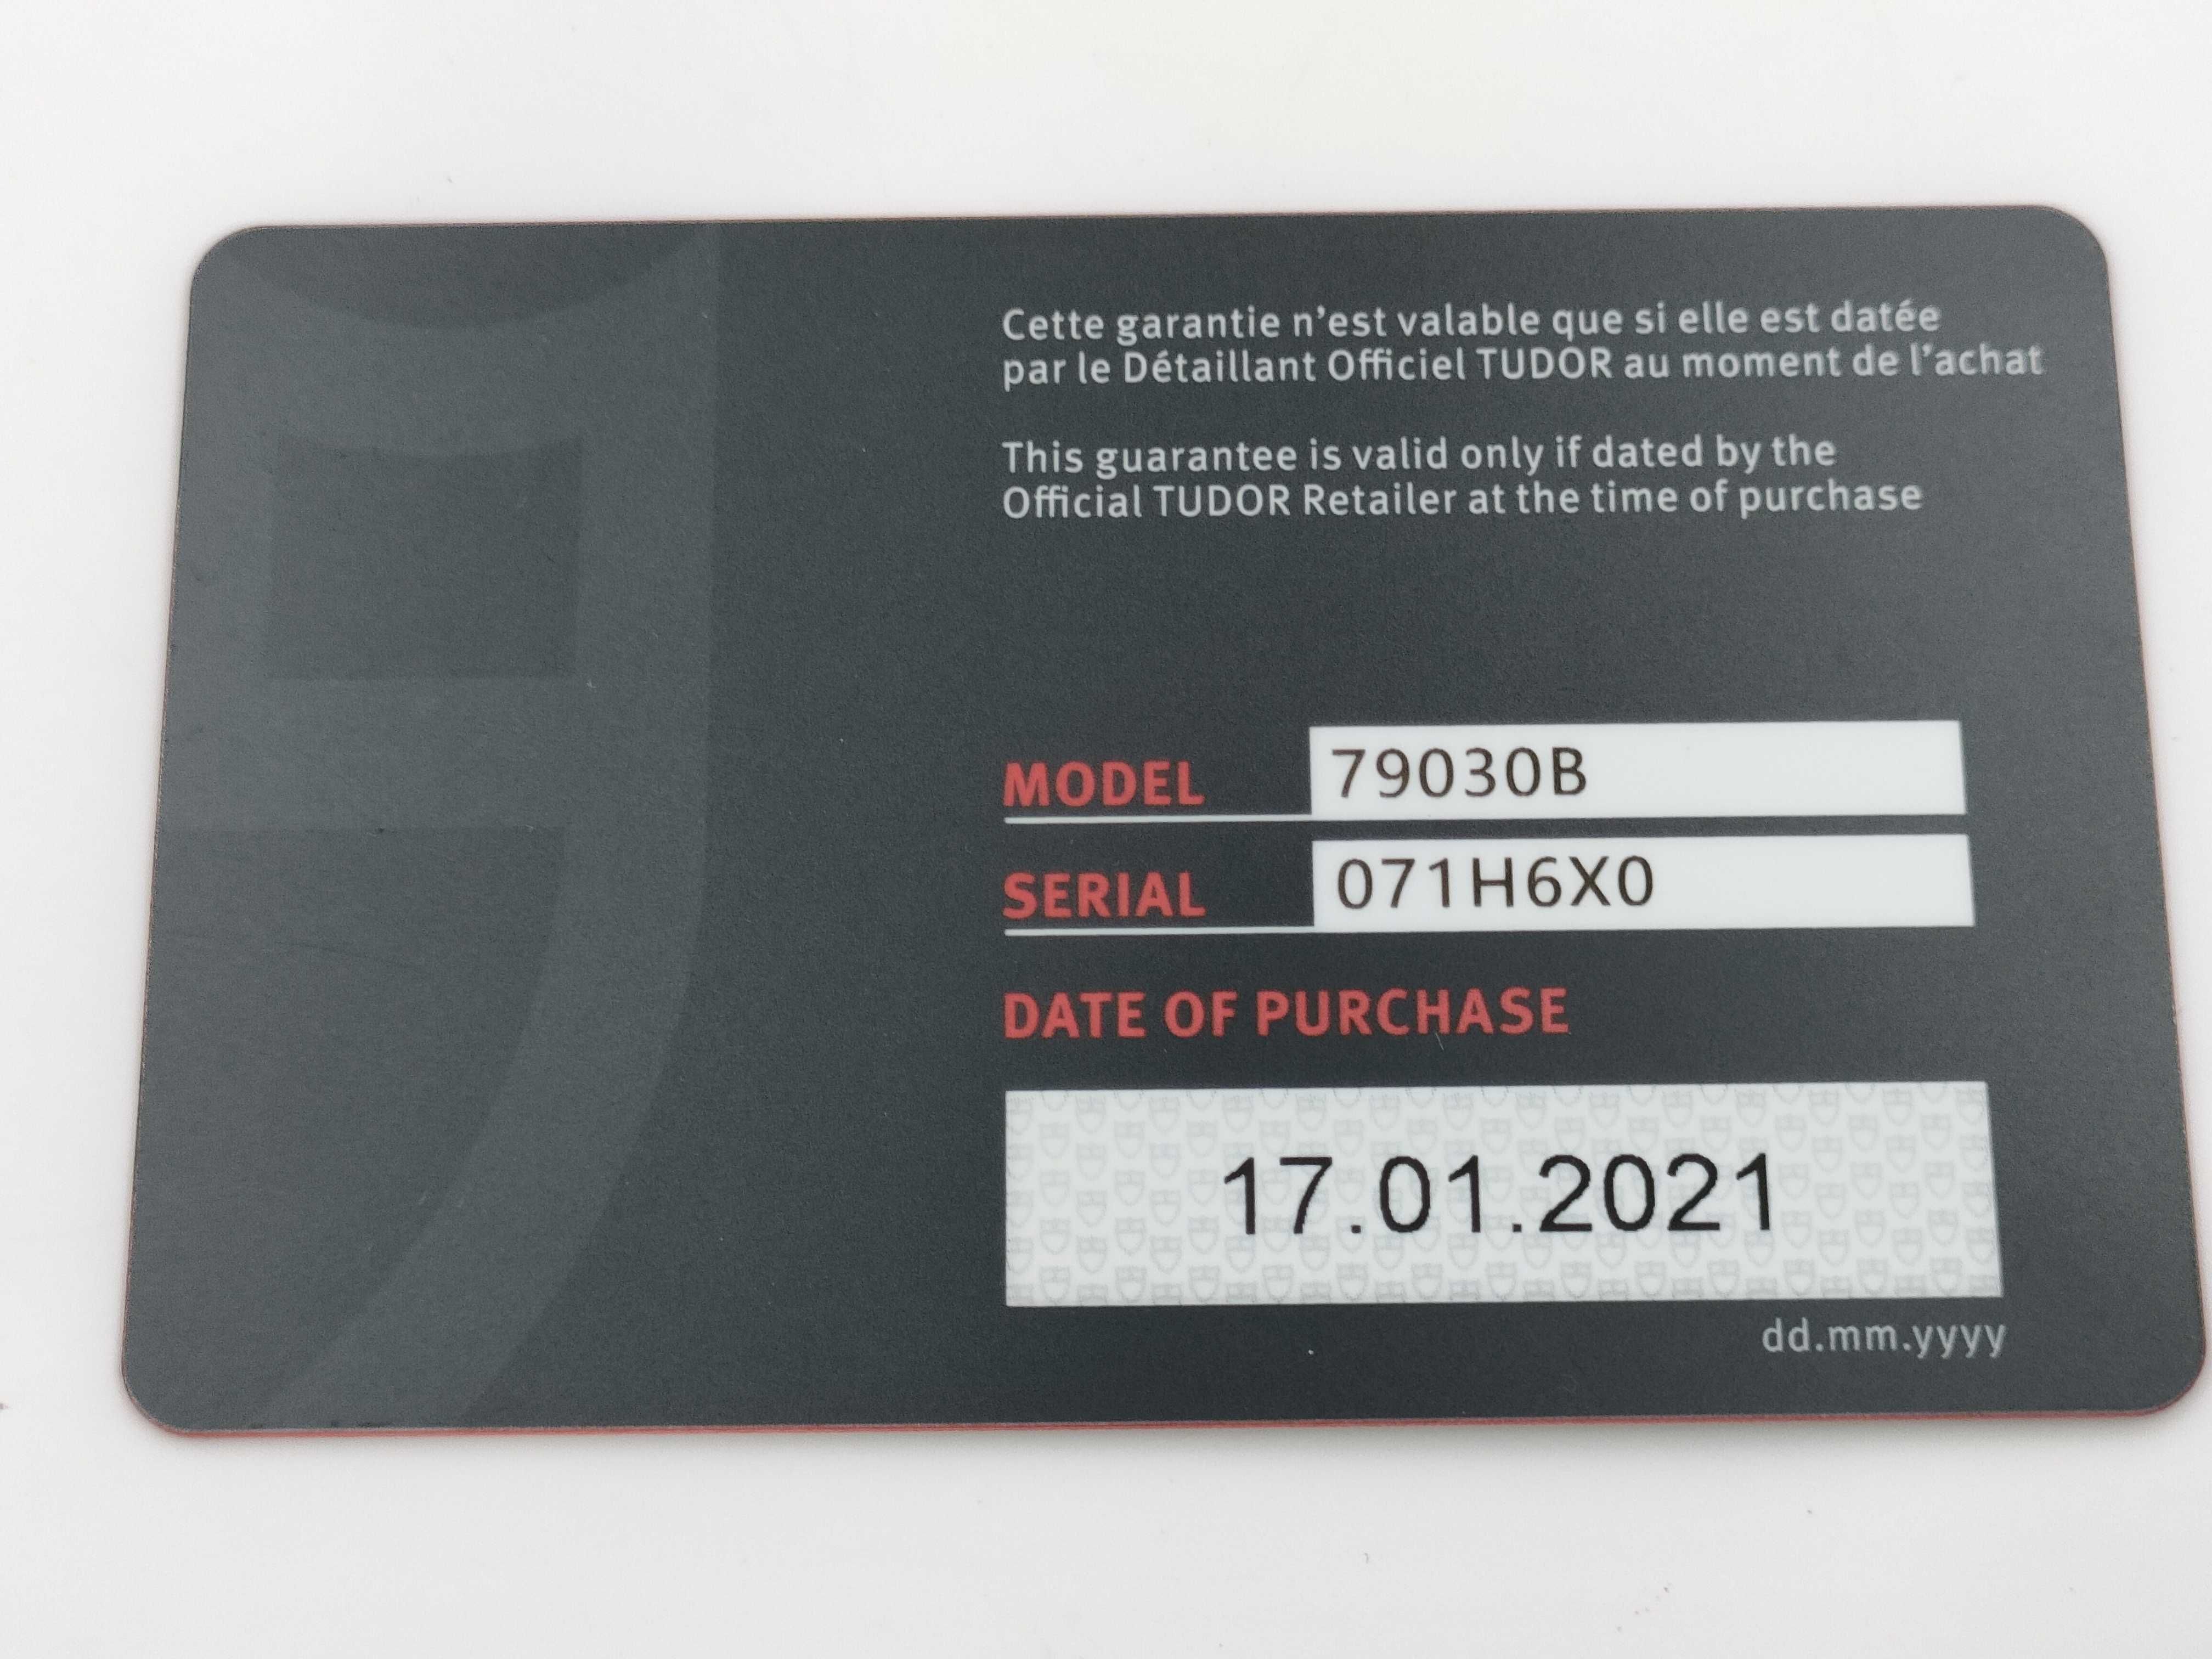 Cette garantie n'est valable que si elle est datée
par le Détaillant Officiel TUDOR au moment de l'achat
This guarantee is valid only if dated by the
Official TUDOR Retailer at the time of purchase
MODEL 79030B
SERIAL 071H6X0
DATE OF PURCHASE
17.01.2021
dd.mm.yyyy